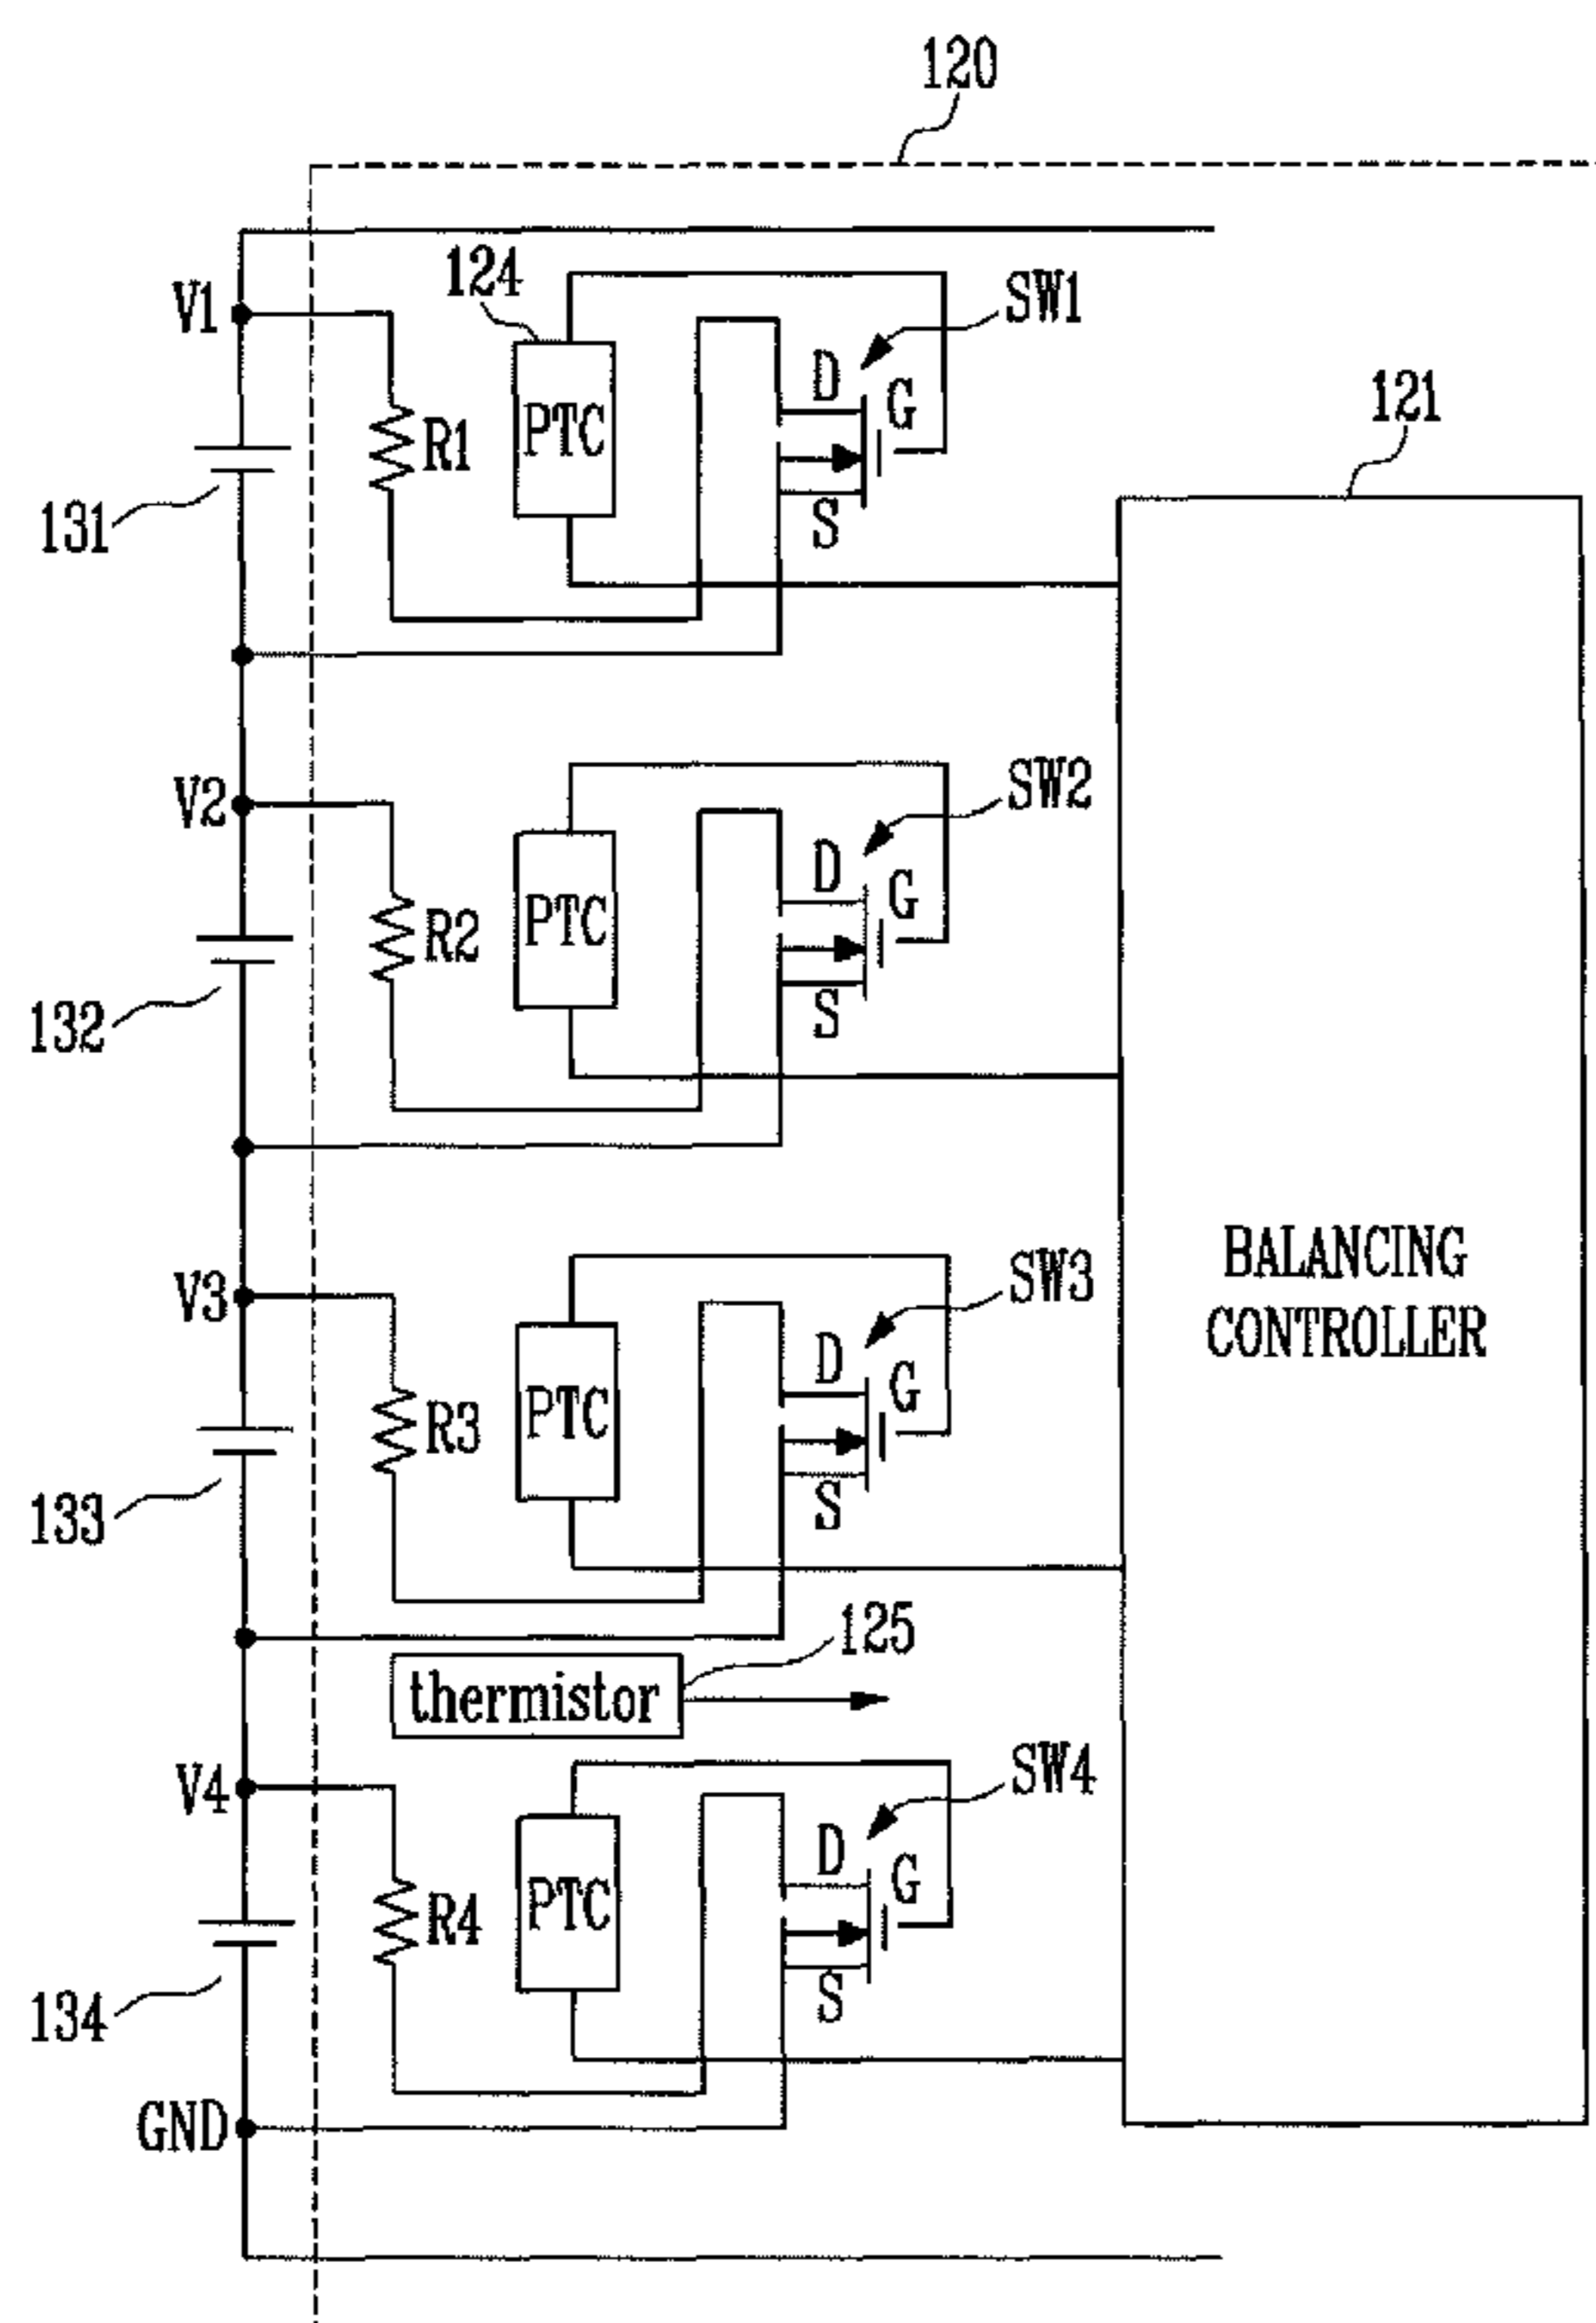 120
V1
124
SW1
D
G
PTC
R1
S
131
121
V2
SW2
D
G
PTC
R2
S
132
BALANCING
CONTROLLER
V3
SW3
D
G
PTC
R3
S
133
125
thermistor
V4
SW4
D
G
PTC
R4
S
134
GND